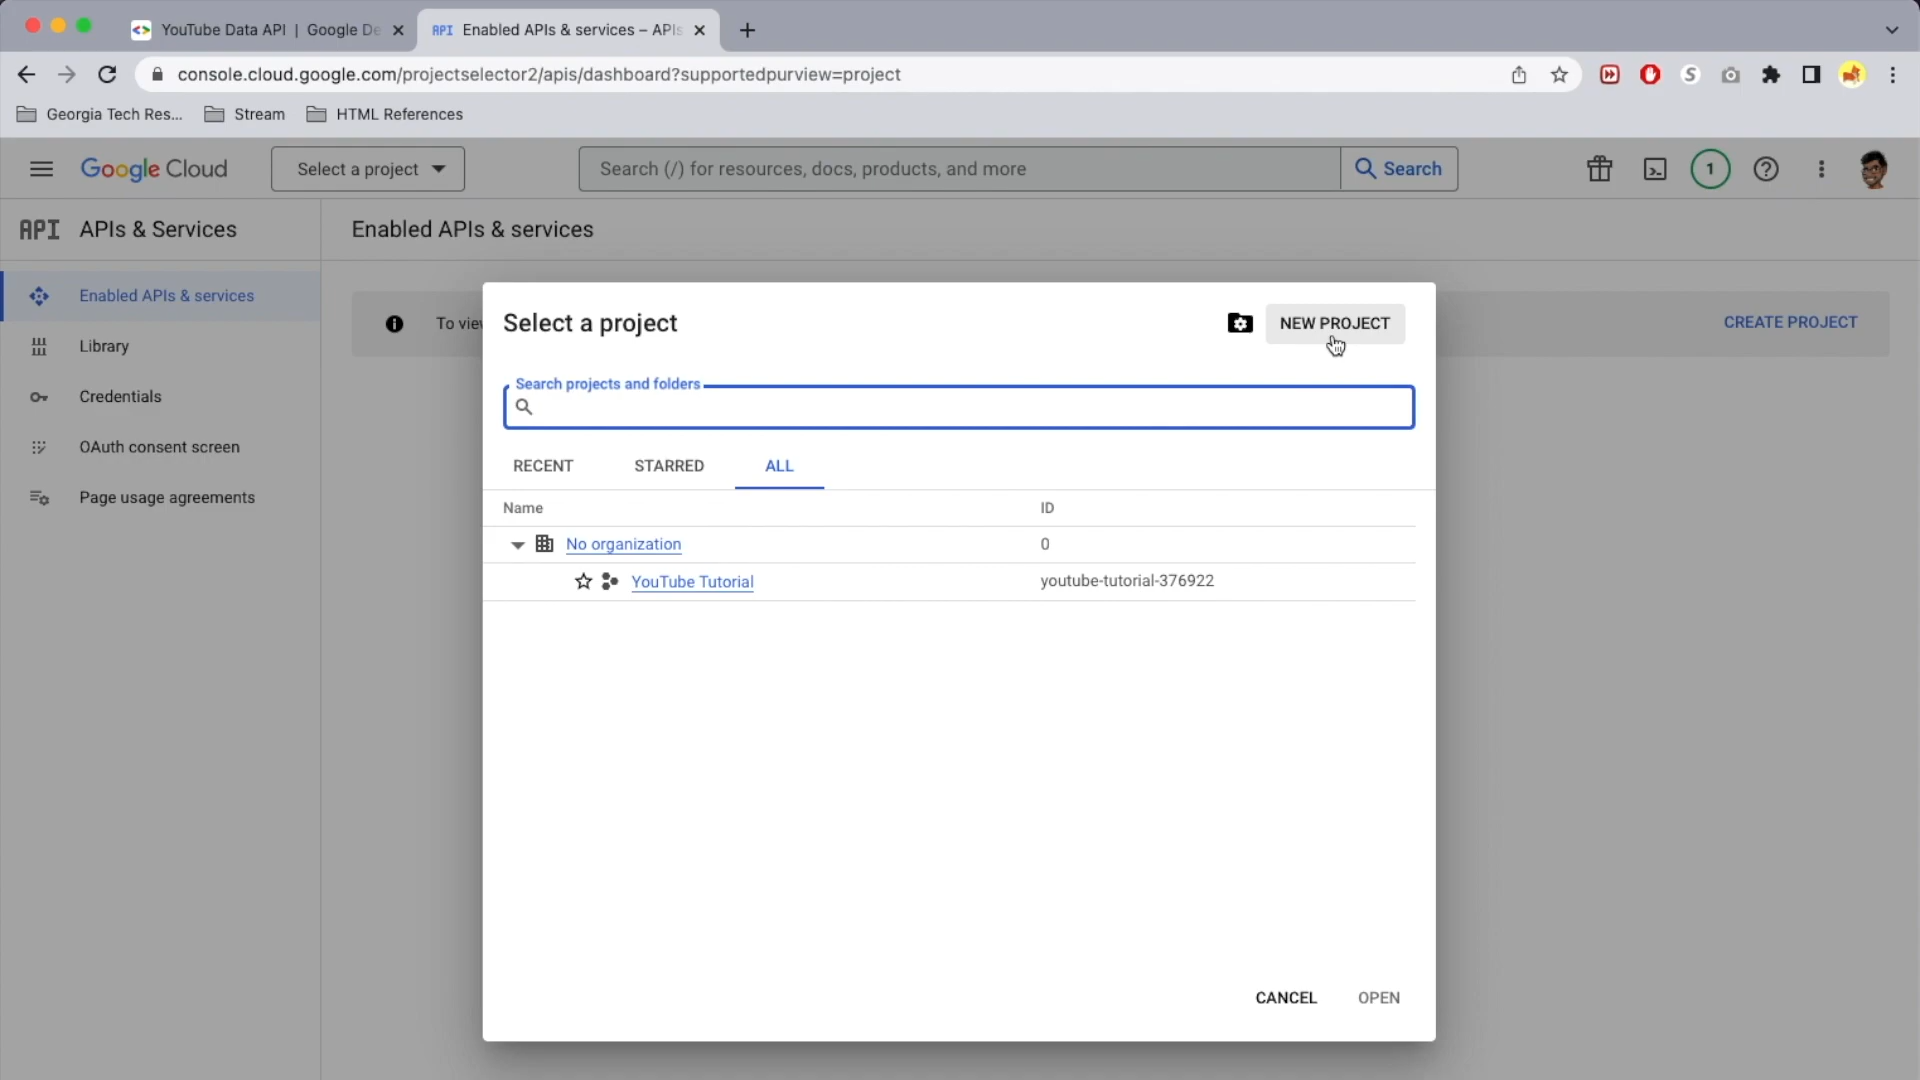 YouTube Data API | Google De
API Enabled APIs & services – APIs
console.cloud.google.com/projectselector2/apis/dashboard?supportedpurview=project
Georgia Tech Res...
Stream
HTML References
Google Cloud
Select a project
Search (/) for resources, docs, products, and more
Search
1
API APIs & Services
Enabled APIs & services
Enabled APIs & services
Library
Credentials
OAuth consent screen
Page usage agreements
To view
CREATE PROJECT
Select a project
NEW PROJECT
Search projects and folders
RECENT
STARRED
ALL
Name
ID
No organization
0
YouTube Tutorial
youtube-tutorial-376922
CANCEL
OPEN